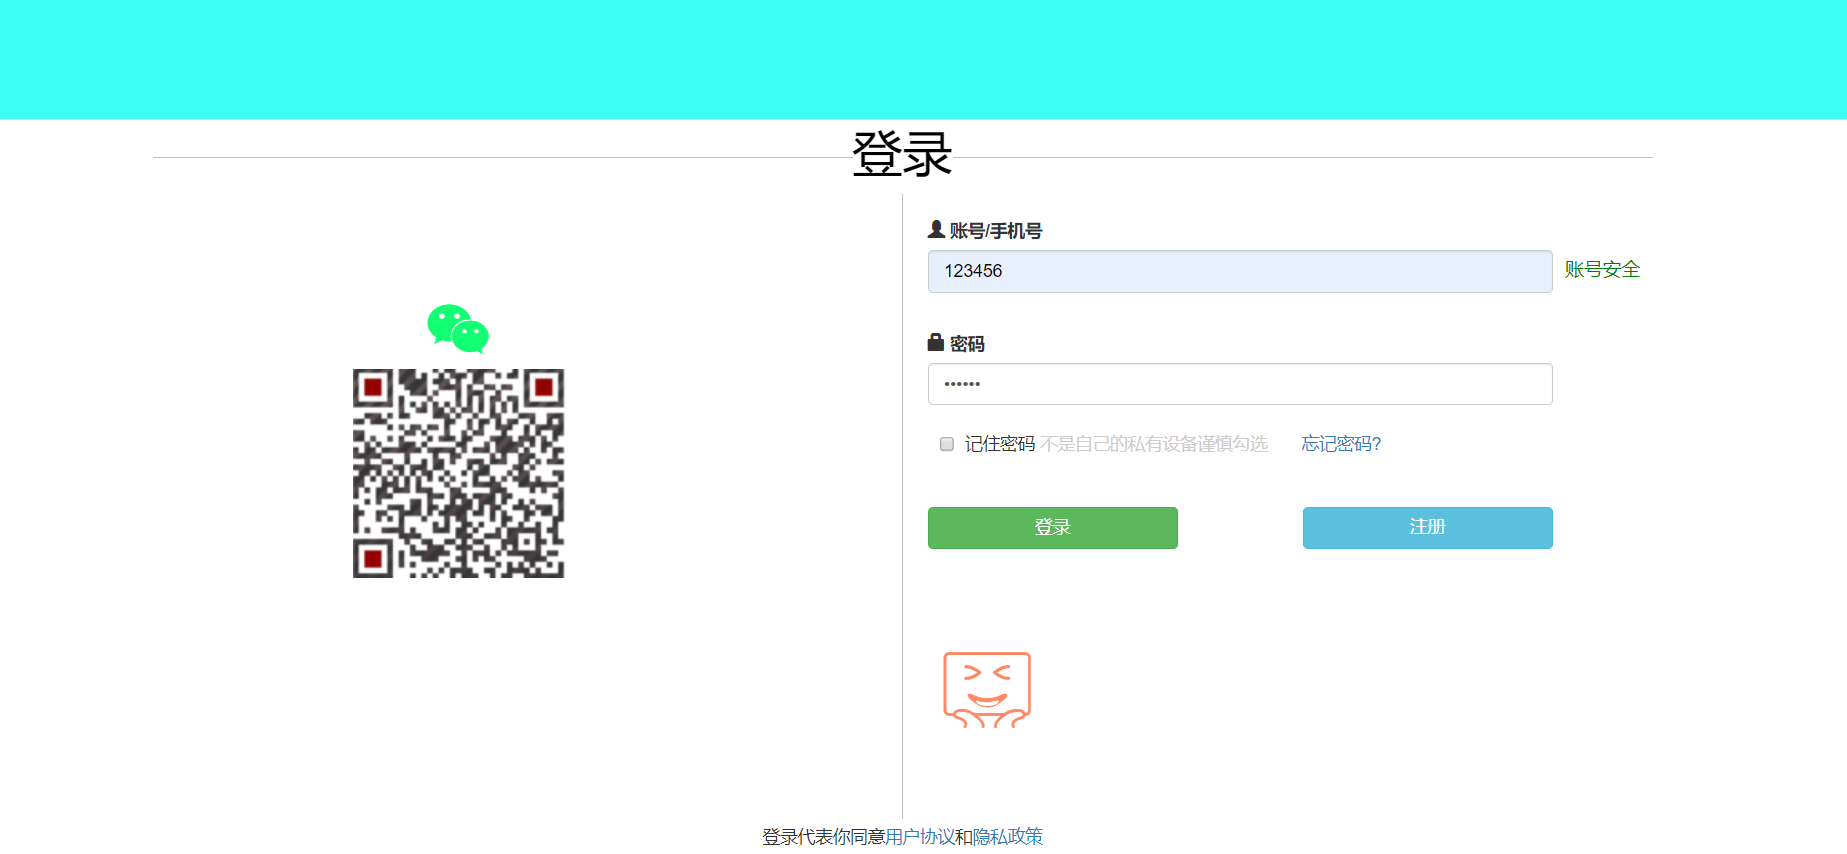 登录
账号/手机号
123456
账号安全
密码
••••••
记住密码 不是自己的私有设备谨慎勾选 忘记密码?
登录 注册
登录代表你同意用户协议和隐私政策